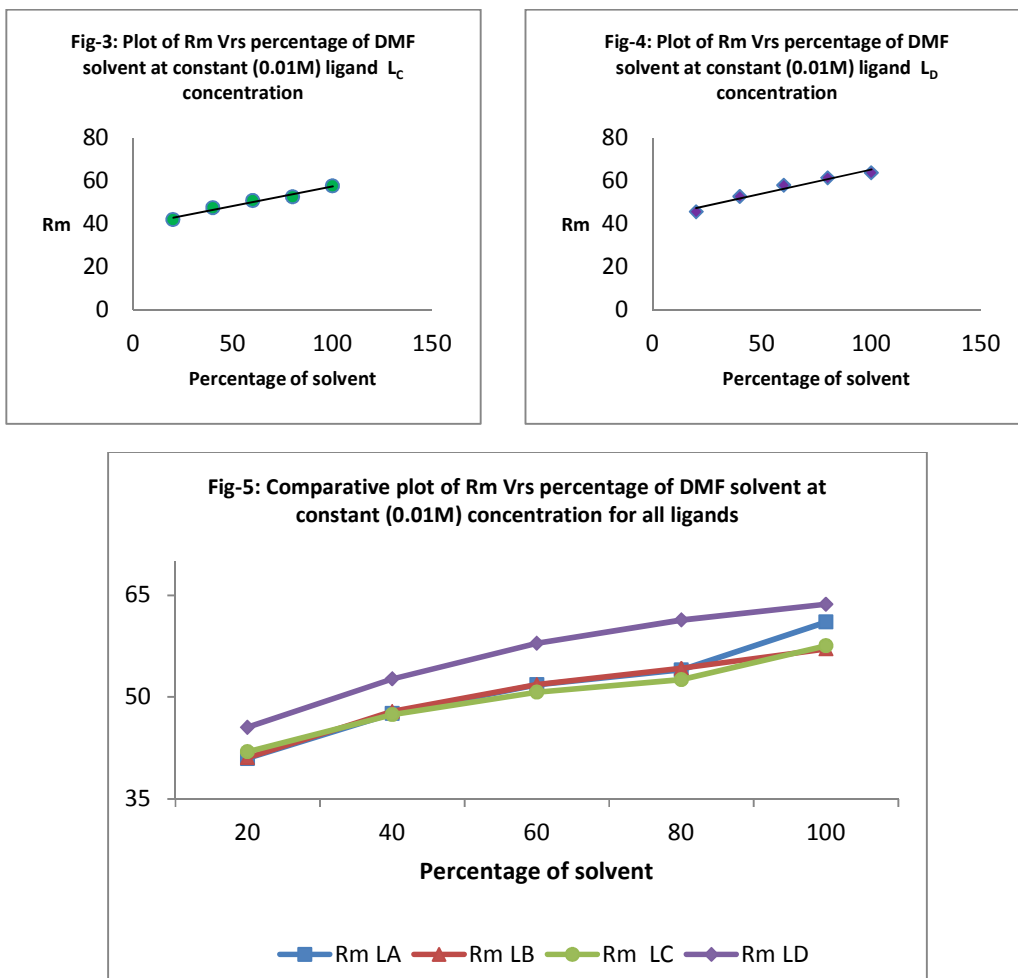 Fig-3: Plot of Rm Vrs percentage of DMF
solvent at constant (0.01M) ligand LC
concentration
80
60
Rm
40
20
0
0 50 100 150
Percentage of solvent
Fig-4: Plot of Rm Vrs percentage of DMF
solvent at constant (0.01M) ligand LD
concentration
80
60
Rm
40
20
0
0 50 100 150
Percentage of solvent
Fig-5: Comparative plot of Rm Vrs percentage of DMF solvent at
constant (0.01M) concentration for all ligands
65
50
35
20 40 60 80 100
Percentage of solvent
Rm LA Rm LB Rm LC Rm LD